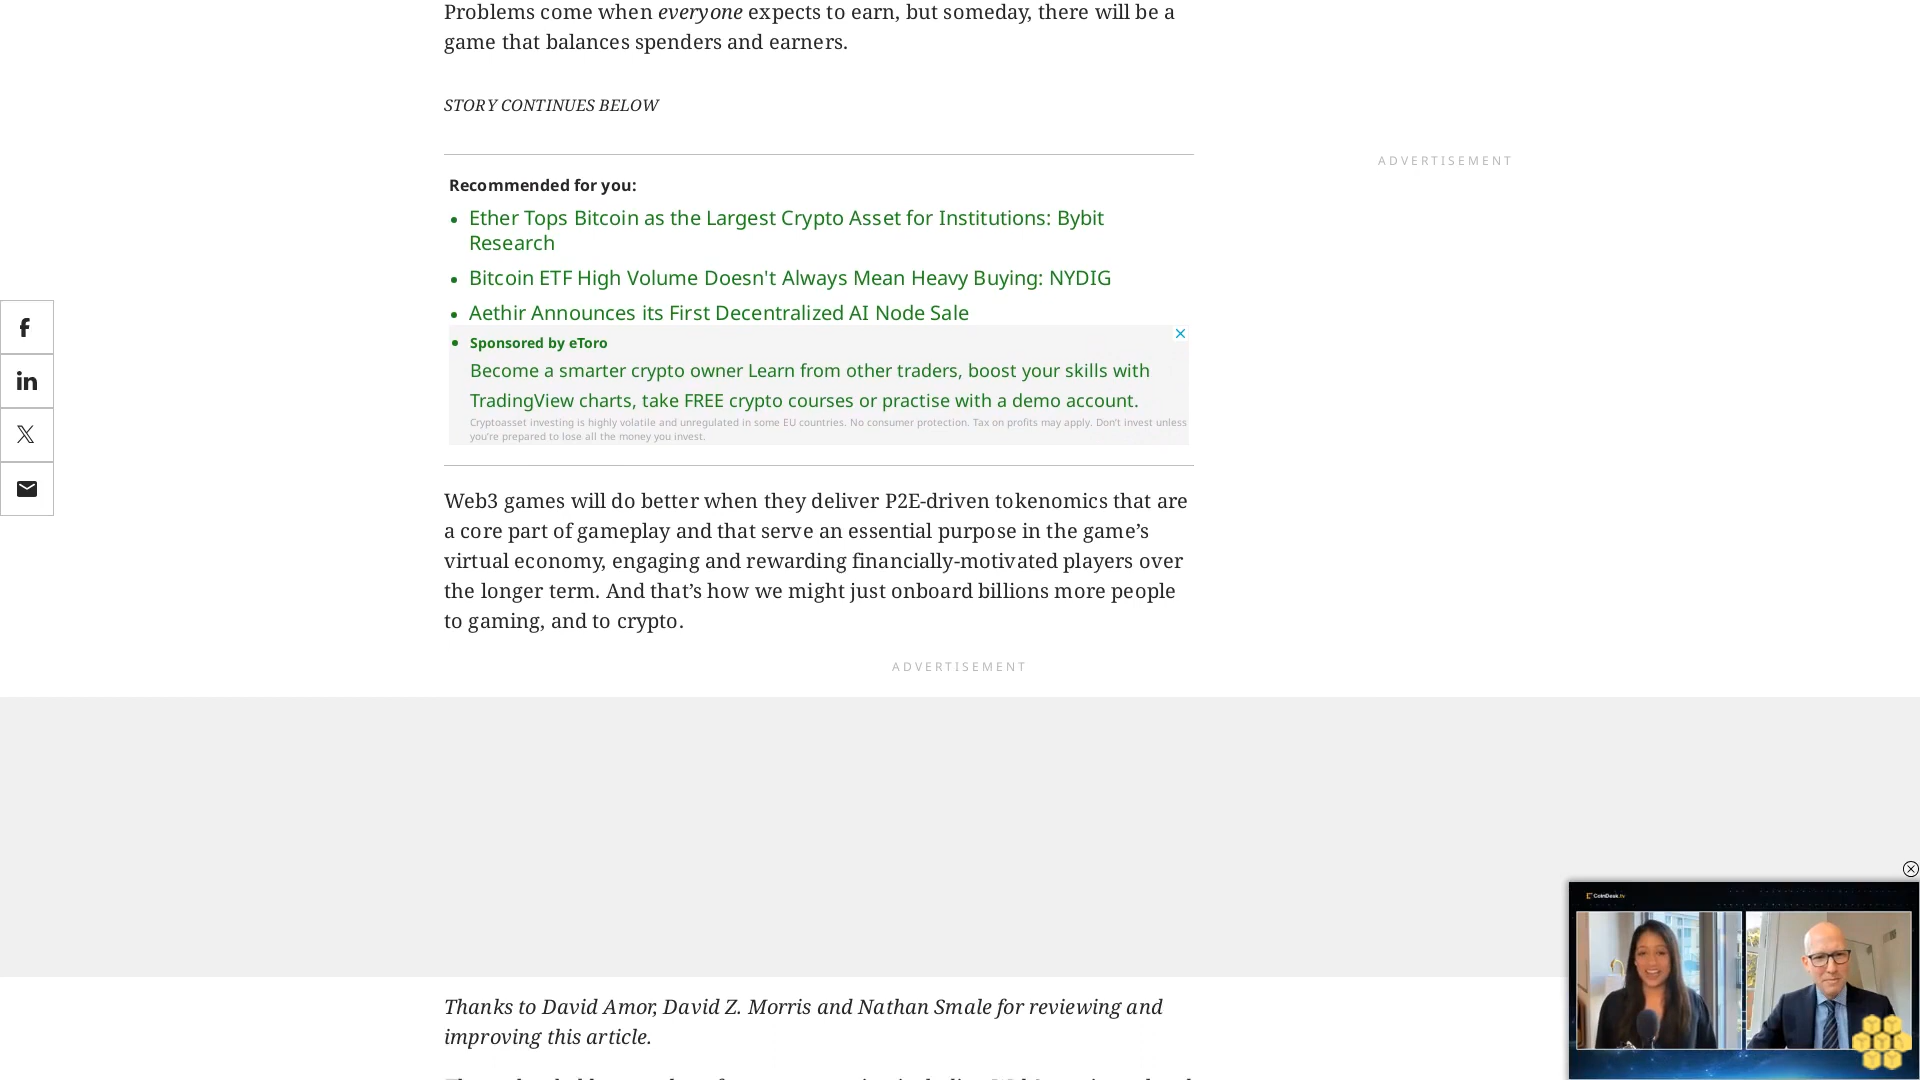 Problems come when everyone expects to earn, but someday, there will be a
game that balances spenders and earners.
STORY CONTINUES BELOW
ADVERTISEMENT
Recommended for you:
• Ether Tops Bitcoin as the Largest Crypto Asset for Institutions: Bybit
Research
• Bitcoin ETF High Volume Doesn't Always Mean Heavy Buying: NYDIG
• Aethir Announces its First Decentralized AI Node Sale
• Sponsored by eToro
Become a smarter crypto owner Learn from other traders, boost your skills with
TradingView charts, take FREE crypto courses or practise with a demo account.
Cryptoasset investing is highly volatile and unregulated in some EU countries. No consumer protection. Tax on profits may apply. Don’t invest unless
you’re prepared to lose all the money you invest.
Web3 games will do better when they deliver P2E-driven tokenomics that are
a core part of gameplay and that serve an essential purpose in the game’s
virtual economy, engaging and rewarding financially-motivated players over
the longer term. And that’s how we might just onboard billions more people
to gaming, and to crypto.
ADVERTISEMENT
CoinDesk.tv
Thanks to David Amor, David Z. Morris and Nathan Smale for reviewing and
improving this article.